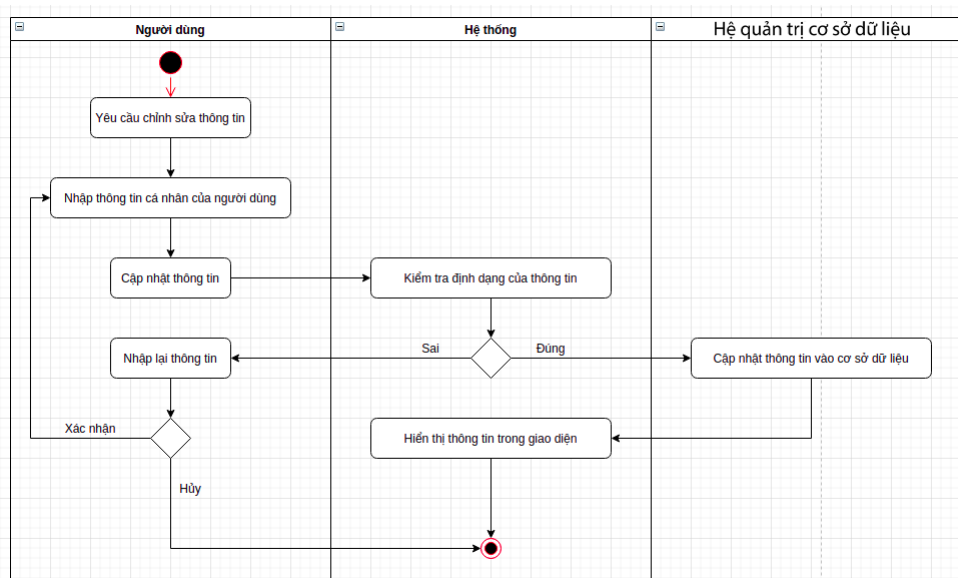 Người dùng
Hệ thống
Hệ quản trị cơ sở dữ liệu
Yêu cầu chỉnh sửa thông tin
Nhập thông tin cá nhân của người dùng
Cập nhật thông tin
Kiểm tra định dạng của thông tin
Nhập lại thông tin
Sai
Đúng
Cập nhật thông tin vào cơ sở dữ liệu
Xác nhận
Hiển thị thông tin trong giao diện
Hủy